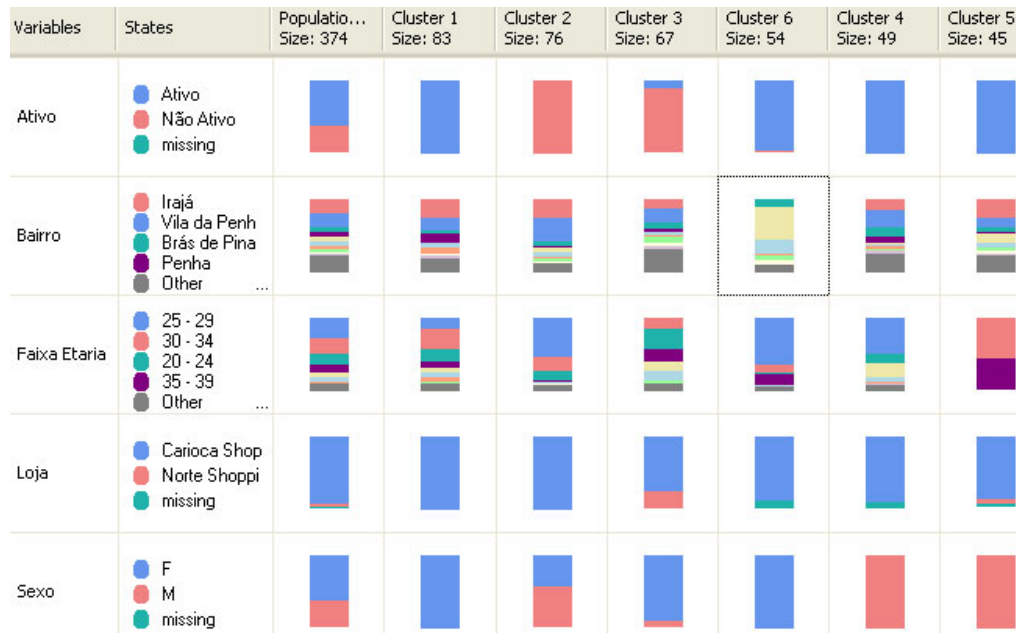 Variables States Populatio... Cluster 1 Cluster 2 Cluster 3 Cluster 6 Cluster 4 Cluster 5
Size: 374 Size: 83 Size: 76 Size: 67 Size: 54 Size: 49 Size: 45
Ativo
Ativo
Não Ativo
missing
Bairro
Irajá
Vila da Penh
Brás de Pina
Penha
Other ...
Faixa Etaria
25 - 29
30 - 34
20 - 24
35 - 39
Other ...
Loja
Carioca Shop
Norte Shoppi
missing
Sexo
F
M
missing